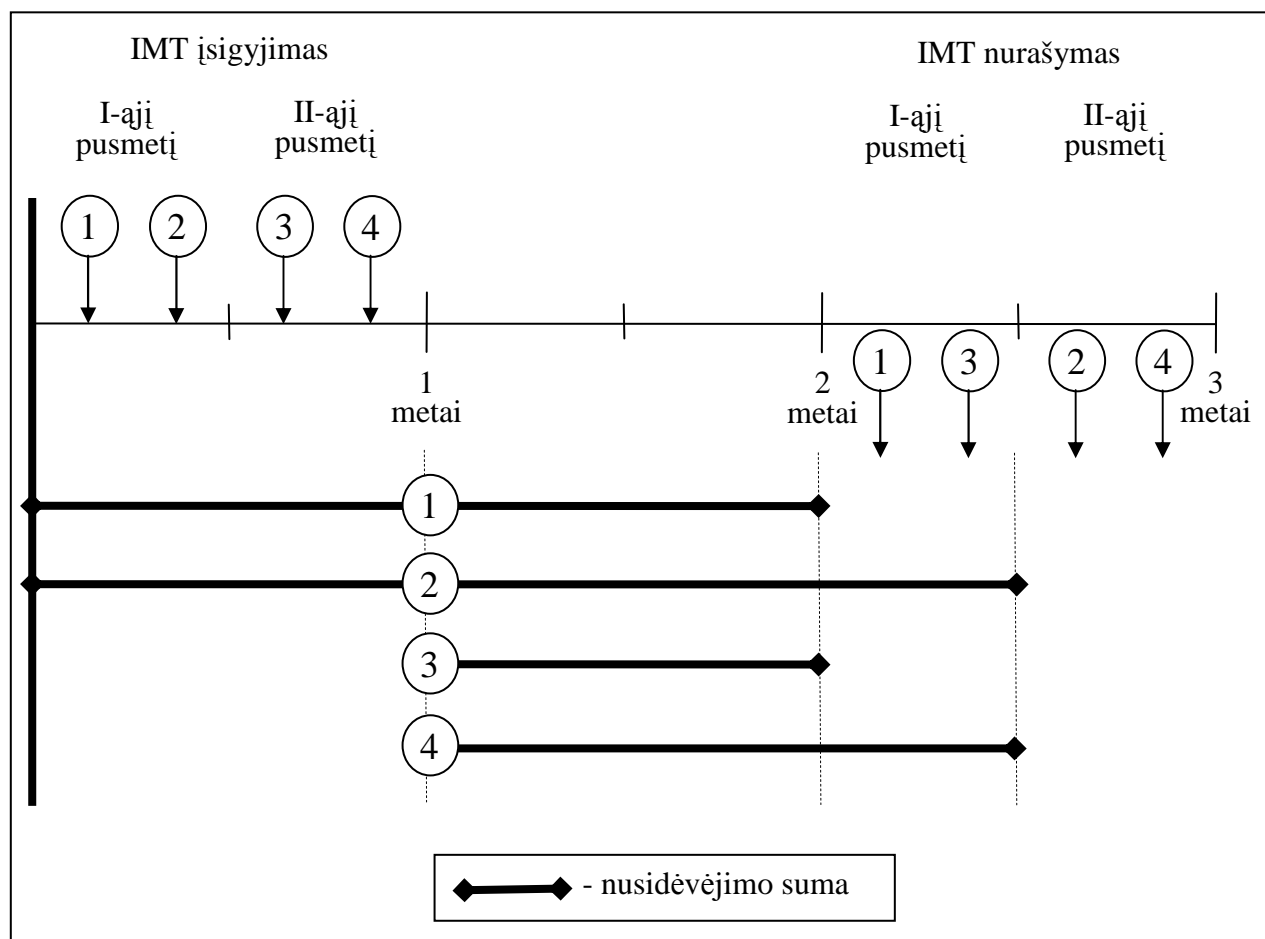 IMT įsigyjimas
IMT nurašymas
I-ąjį
pusmetį
II-ąjį
pusmetį
I-ąjį
pusmetį
II-ąjį
pusmetį
1
2
3
4
1
metai
2
metai
1
3
2
4
3
metai
1
2
3
4
- nusidėvėjimo suma